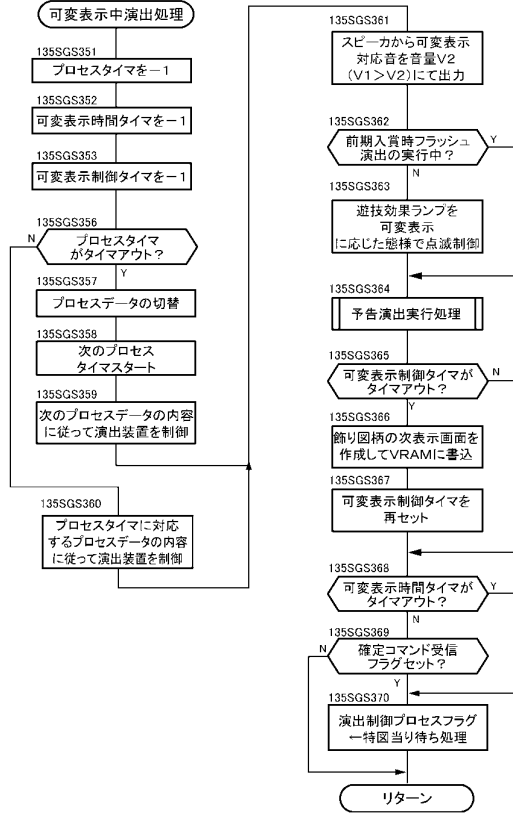 可変表示中演出処理
135SGS351
プロセスタイマを－1
135SGS352
可変表示時間タイマを－1
135SGS353
可変表示制御タイマを－1
135SGS356
プロセスタイマ
がタイマアウト？
N
Y
135SGS357
プロセスデータの切替
135SGS358
次のプロセス
タイマスタート
135SGS359
次のプロセスデータの内容
に従って演出装置を制御
135SGS360
プロセスタイマに対応
するプロセスデータの内容
に従って演出装置を制御
135SGS361
スピーカから可変表示
対応音を音量V2
（V1＞V2）にて出力
135SGS362
前期入賞時フラッシュ
演出の実行中？
Y
N
135SGS363
遊技効果ランプを
可変表示
に応じた態様で点滅制御
135SGS364
予告演出実行処理
135SGS365
可変表示制御タイマが
タイマアウト？
N
Y
135SGS366
飾り図柄の次表示画面を
作成してVRAMに書込
135SGS367
可変表示制御タイマを
再セット
135SGS368
可変表示時間タイマが
タイマアウト？
Y
N
135SGS369
確定コマンド受信
フラグセット？
N
Y
135SGS370
演出制御プロセスフラグ
←特図当り待ち処理
リターン